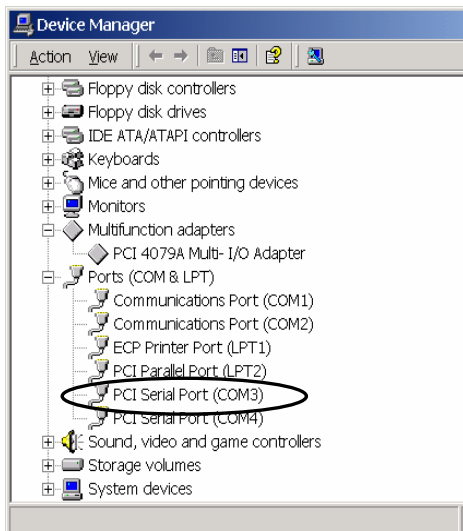 Device Manager
Action View
Floppy disk controllers
Floppy disk drives
IDE ATA/ATAPI controllers
Keyboards
Mice and other pointing devices
Monitors
Multifunction adapters
PCI 4079A Multi- I/O Adapter
Ports (COM & LPT)
Communications Port (COM1)
Communications Port (COM2)
ECP Printer Port (LPT1)
PCI Parallel Port (LPT2)
PCI Serial Port (COM3)
PCI Serial Port (COM4)
Sound, video and game controllers
Storage volumes
System devices